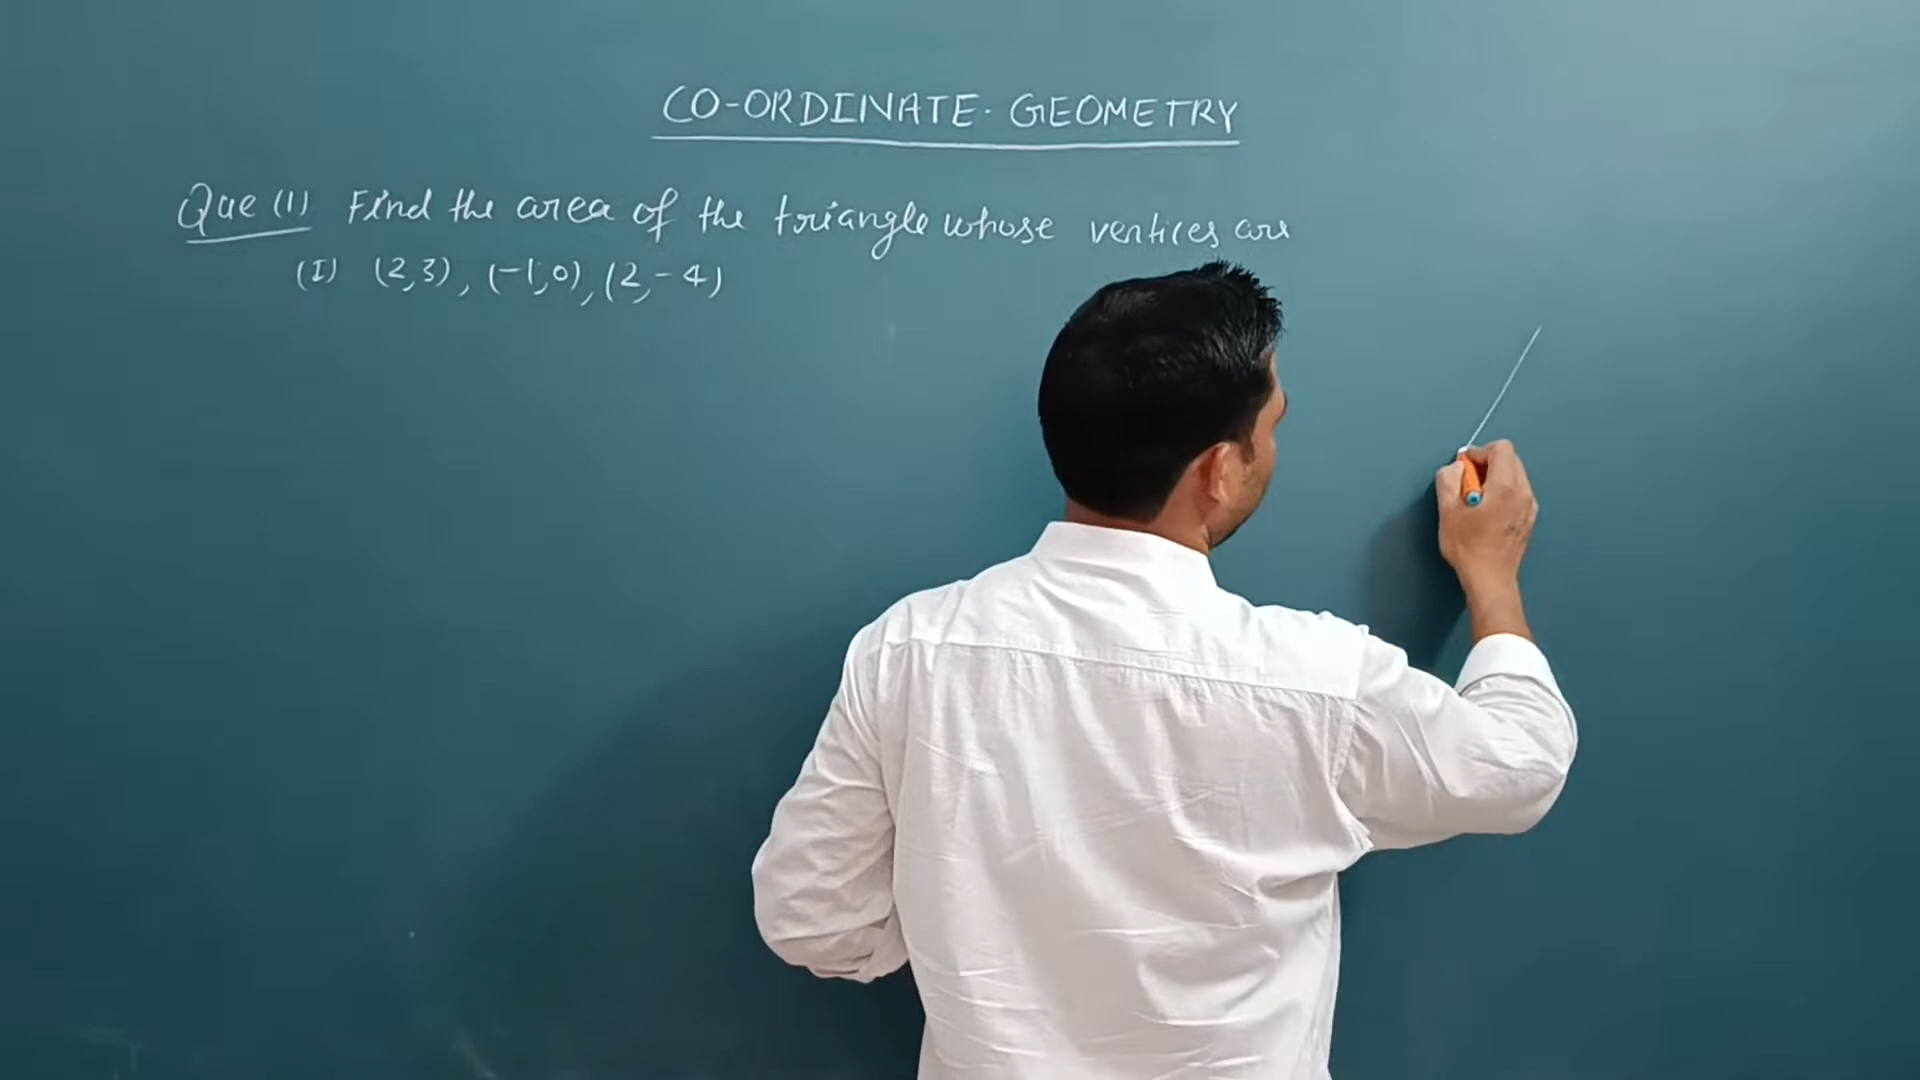 CO-ORDINATE. GEOMETRY
Que (1) Find the area of the triangle whose vertices are
(I) (2,3), (-1,0), (2,-4)